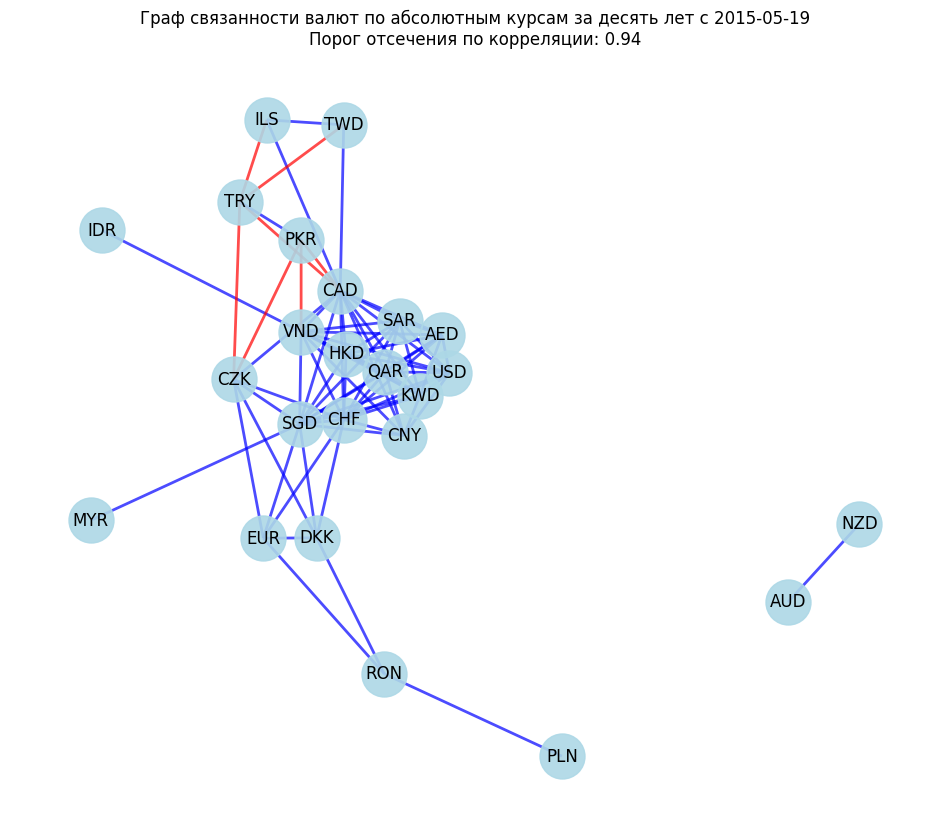 Граф связанности валют по абсолютным курсам за десять лет с 2015-05-19
Порог отсечения по корреляции: 0.94
ILS
TWD
TRY
IDR
PKR
CAD
SAR
VND
AED
HKD
QAR
USD
CZK
KWD
SGD
CHF
CNY
MYR
NZD
EUR
DKK
AUD
RON
PLN